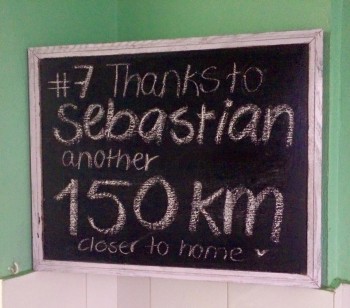 #7 Thanks to
Sebastian
another
150 km
closer to home